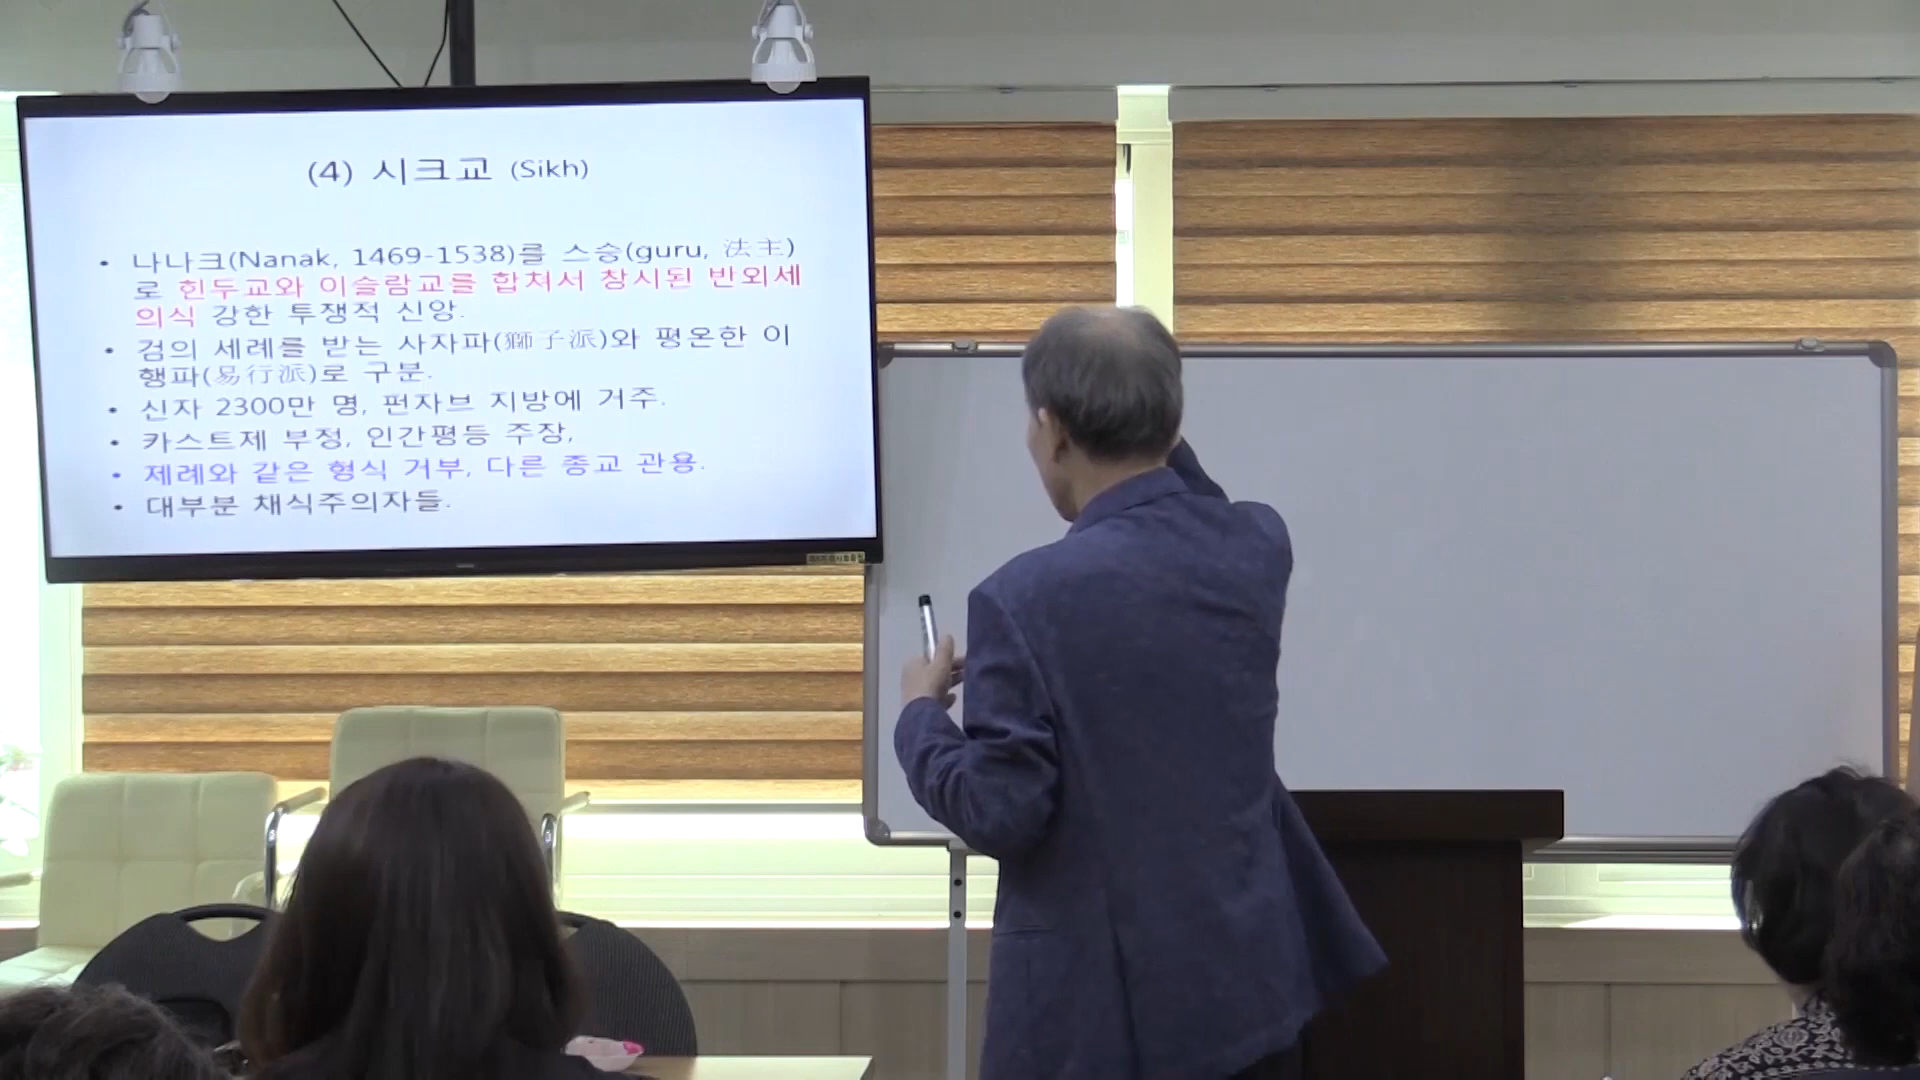 (4) 시크교 (Sikh)
• 나나크(Nanak, 1469-1538)를 스승(guru, 法主)
로 힌두교와 이슬람교를 합쳐서 창시된 반외세
의식 강한 투쟁적 신앙.
• 검의 세례를 받는 사자파(獅子派)와 평온한 이
행파(易行派)로 구분.
• 신자 2300만 명, 펀자브 지방에 거주.
• 카스트제 부정, 인간평등 주장,
• 제례와 같은 형식 거부, 다른 종교 관용.
• 대부분 채식주의자들.